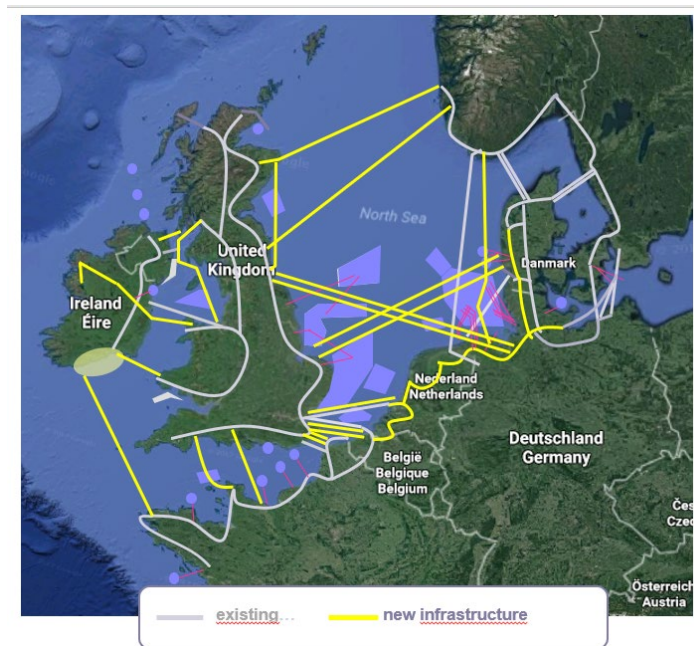 North Sea
United
Kingdom
Ireland
Éire
Danmark
Nederland
Netherlands
België
Belgique
Belgium
Deutschland
Germany
Österreich
Austria
existing...
new infrastructure